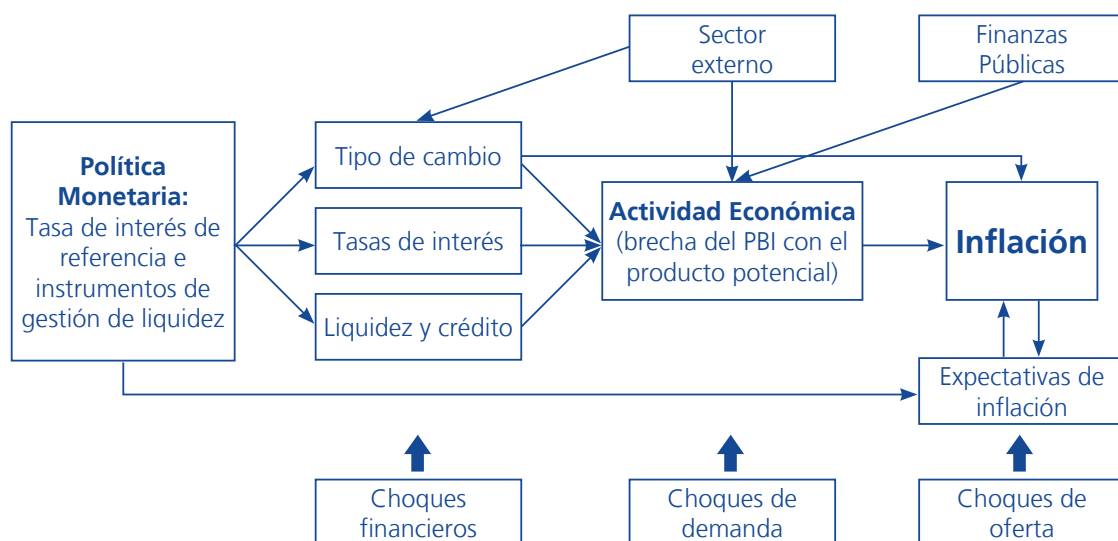 Sector
externo
Finanzas
Públicas
Política
Monetaria:
Tasa de interés de
referencia e
instrumentos de
gestión de liquidez
Tipo de cambio
Tasas de interés
Liquidez y crédito
Actividad Económica
(brecha del PBI con el
producto potencial)
Inflación
Expectativas de
inflación
Choques
financieros
Choques de
demanda
Choques de
oferta